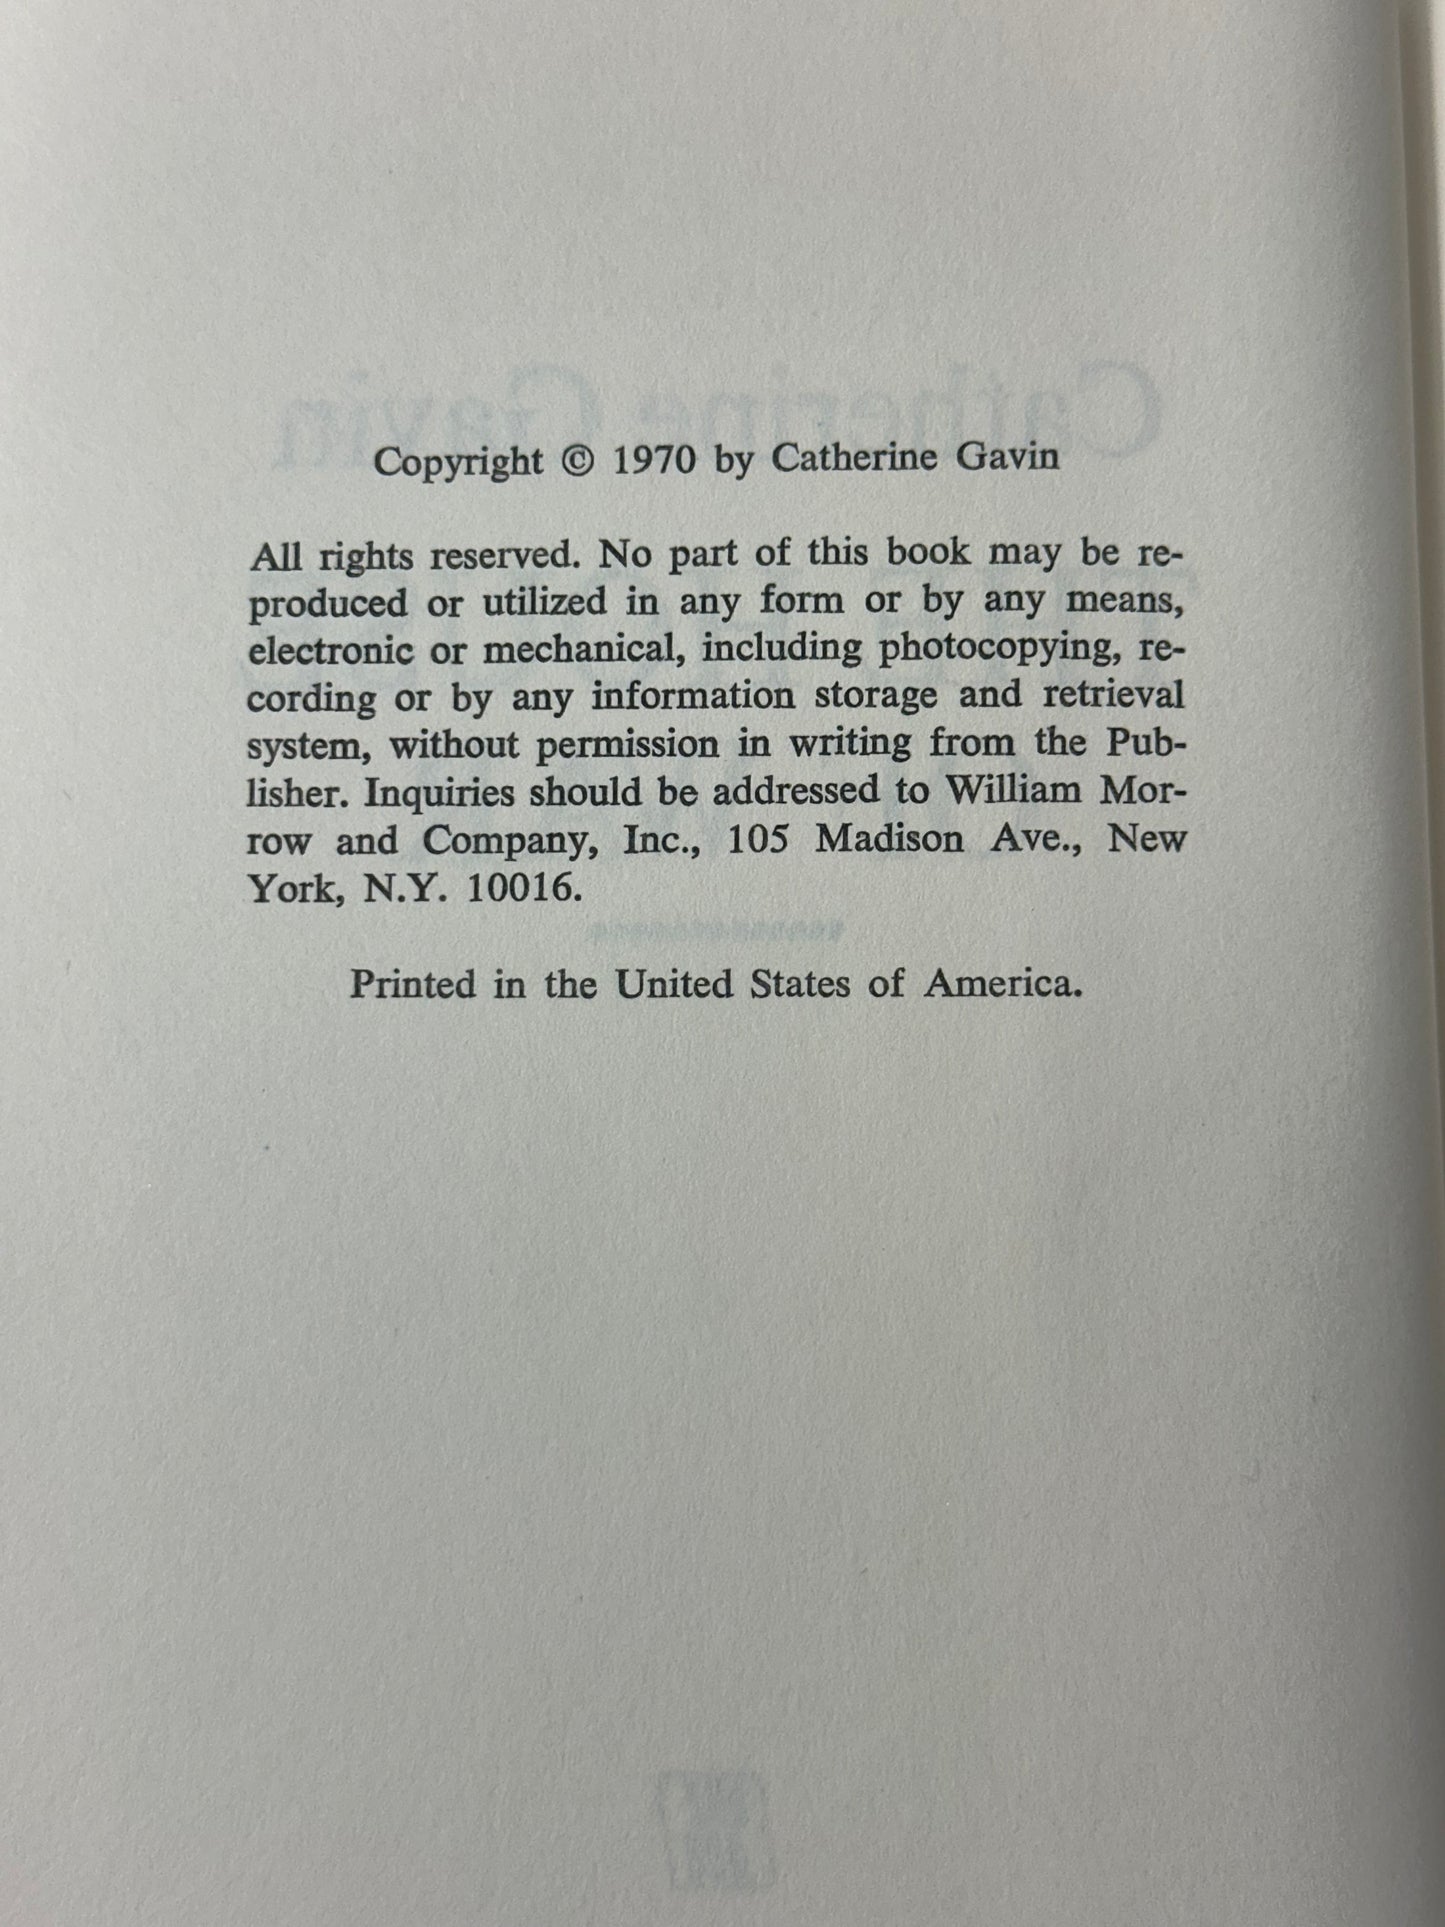 Catherine Gavin
Copyright © 1970 by Catherine Gavin
All rights reserved. No part of this book may be re-
produced or utilized in any form or by any means,
electronic or mechanical, including photocopying, re-
cording or by any information storage and retrieval
system, without permission in writing from the Pub-
lisher. Inquiries should be addressed to William Mor-
row and Company, Inc., 105 Madison Ave., New
York, N.Y. 10016.
Printed in the United States of America.